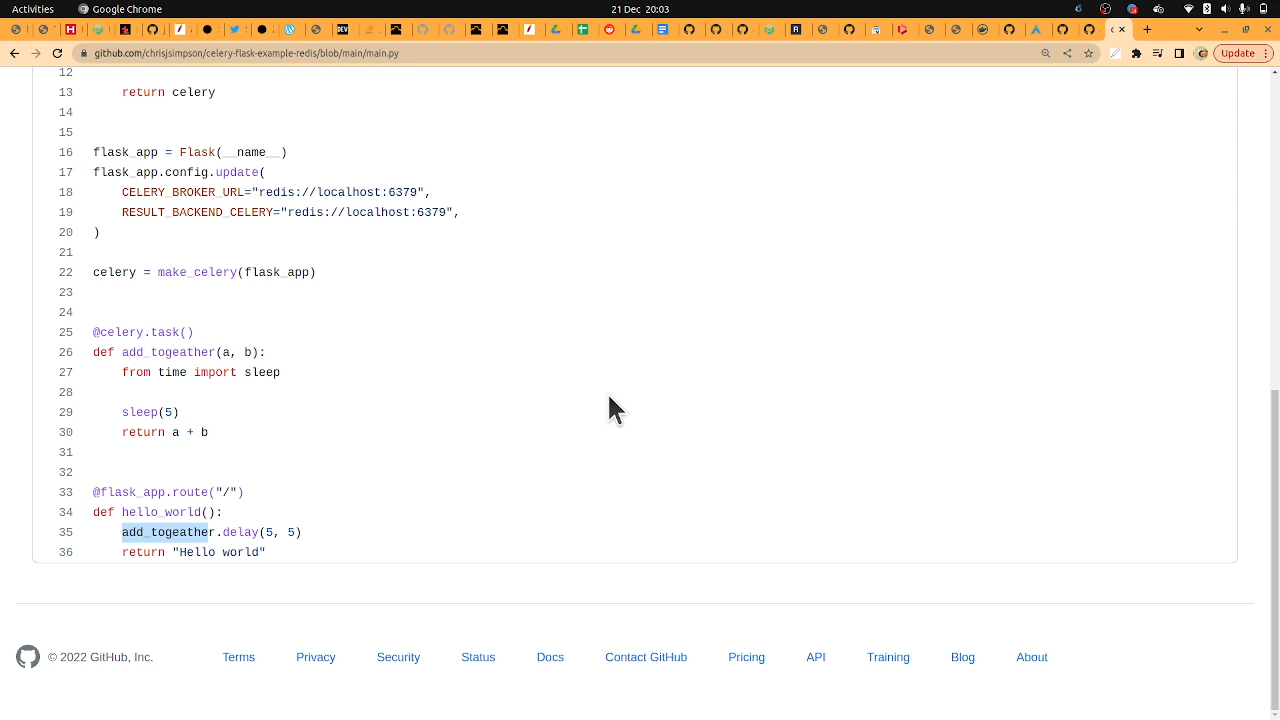 Activities
Google Chrome
21 Dec 20:03
github.com/chrisjsimpson/celery-flask-example-redis/blob/main/main.py
Update
12
13 return celery
14
15
16 flask_app = Flask(__name__)
17 flask_app.config.update(
18 CELERY_BROKER_URL="redis://localhost:6379",
19 RESULT_BACKEND_CELERY="redis://localhost:6379",
20 )
21
22 celery = make_celery(flask_app)
23
24
25 @celery.task()
26 def add_togeather(a, b):
27 from time import sleep
28
29 sleep(5)
30 return a + b
31
32
33 @flask_app.route("/")
34 def hello_world():
35 add_togeather.delay(5, 5)
36 return "Hello world"
© 2022 GitHub, Inc. Terms Privacy Security Status Docs Contact GitHub Pricing API Training Blog About